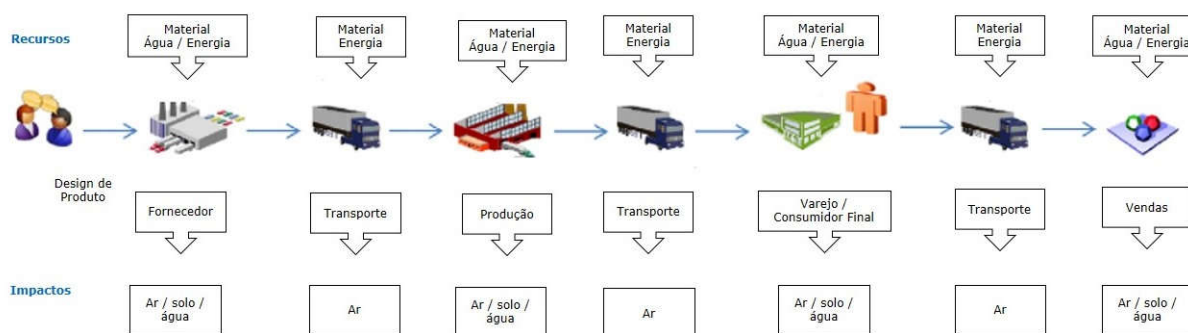 Recursos
Material
Água / Energia
Material
Energia
Material
Água / Energia
Material
Energia
Material
Água / Energia
Material
Energia
Material
Água / Energia
Design de
Produto
Fornecedor
Transporte
Produção
Transporte
Varejo /
Consumidor Final
Transporte
Vendas
Impactos
Ar / solo /
água
Ar
Ar / solo /
água
Ar
Ar / solo /
água
Ar
Ar / solo /
água